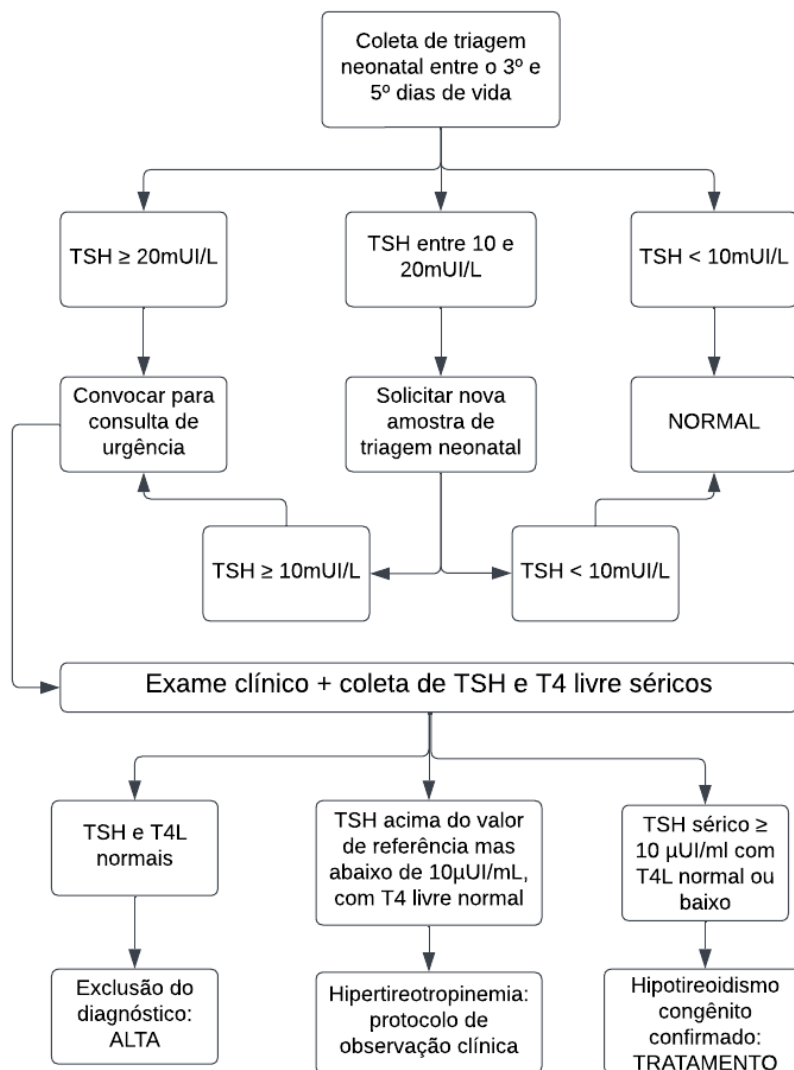 Coleta de triagem
neonatal entre o 3º e
5º dias de vida
TSH ≥ 20mUI/L
TSH entre 10 e
20mUI/L
TSH < 10mUI/L
Convocar para
consulta de
urgência
Solicitar nova
amostra de
triagem neonatal
NORMAL
TSH ≥ 10mUI/L
TSH < 10mUI/L
Exame clínico + coleta de TSH e T4 livre séricos
TSH e T4L
normais
TSH acima do valor
de referência mas
abaixo de 10µUI/mL,
com T4 livre normal
TSH sérico ≥
10 µUI/ml com
T4L normal ou
baixo
Exclusão do
diagnóstico:
ALTA
Hipertireotropinemia:
protocolo de
observação clínica
Hipotireoidismo
congênito
confirmado:
TRATAMENTO